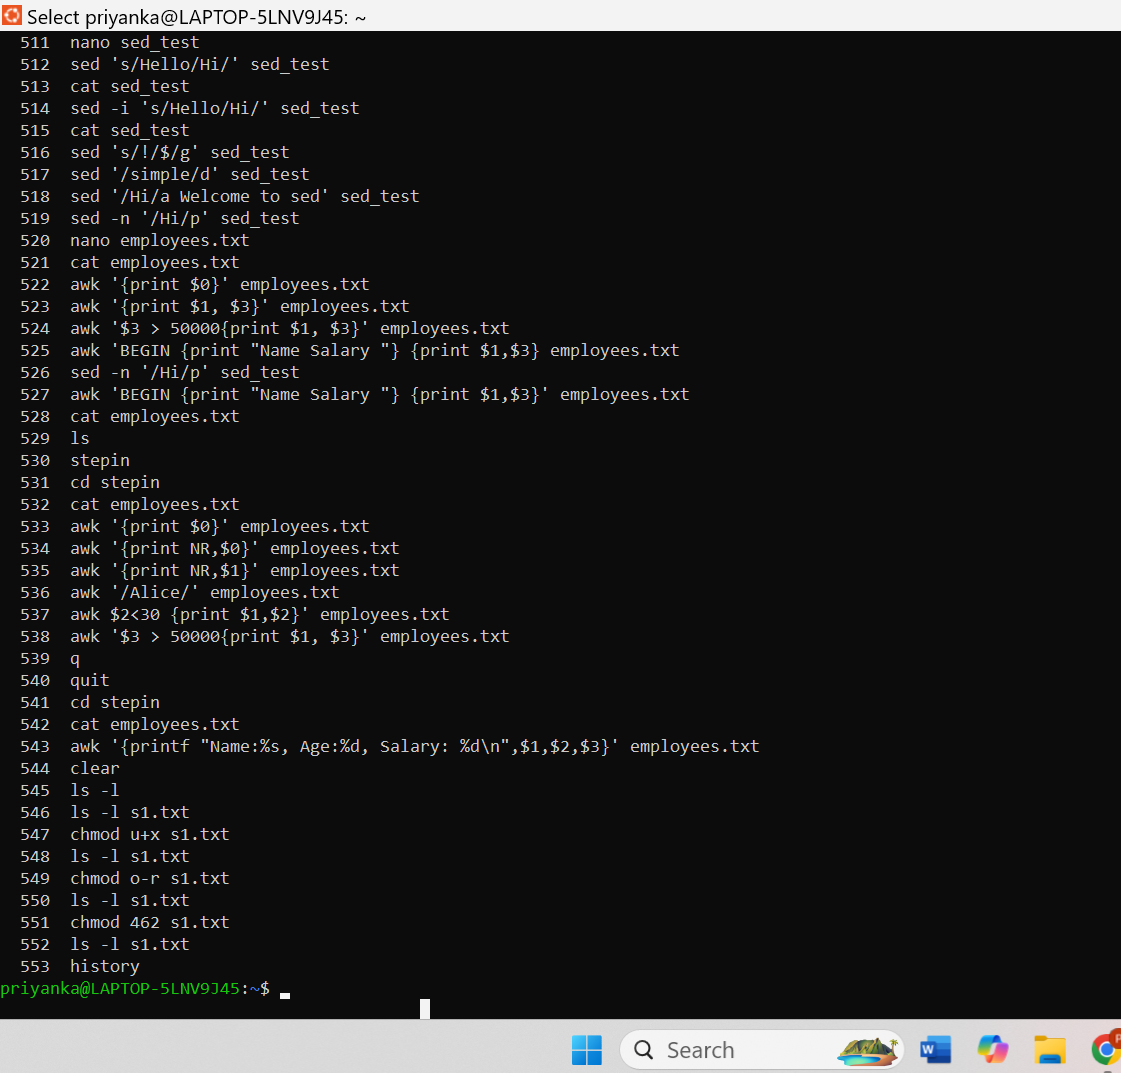 Select priyanka@LAPTOP-5LNV9J45: ~
511 nano sed_test
512 sed 's/Hello/Hi/' sed_test
513 cat sed_test
514 sed -i 's/Hello/Hi/' sed_test
515 cat sed_test
516 sed 's/!/$/g' sed_test
517 sed '/simple/d' sed_test
518 sed '/Hi/a Welcome to sed' sed_test
519 sed -n '/Hi/p' sed_test
520 nano employees.txt
521 cat employees.txt
522 awk '{print $0}' employees.txt
523 awk '{print $1, $3}' employees.txt
524 awk '$3 > 50000{print $1, $3}' employees.txt
525 awk 'BEGIN {print "Name Salary "} {print $1,$3} employees.txt
526 sed -n '/Hi/p' sed_test
527 awk 'BEGIN {print "Name Salary "} {print $1,$3}' employees.txt
528 cat employees.txt
529 ls
530 stepin
531 cd stepin
532 cat employees.txt
533 awk '{print $0}' employees.txt
534 awk '{print NR,$0}' employees.txt
535 awk '{print NR,$1}' employees.txt
536 awk '/Alice/' employees.txt
537 awk $2<30 {print $1,$2}' employees.txt
538 awk '$3 > 50000{print $1, $3}' employees.txt
539 q
540 quit
541 cd stepin
542 cat employees.txt
543 awk '{printf "Name:%s, Age:%d, Salary: %d\n",$1,$2,$3}' employees.txt
544 clear
545 ls -l
546 ls -l s1.txt
547 chmod u+x s1.txt
548 ls -l s1.txt
549 chmod o-r s1.txt
550 ls -l s1.txt
551 chmod 462 s1.txt
552 ls -l s1.txt
553 history
priyanka@LAPTOP-5LNV9J45:~$
Search
W
P